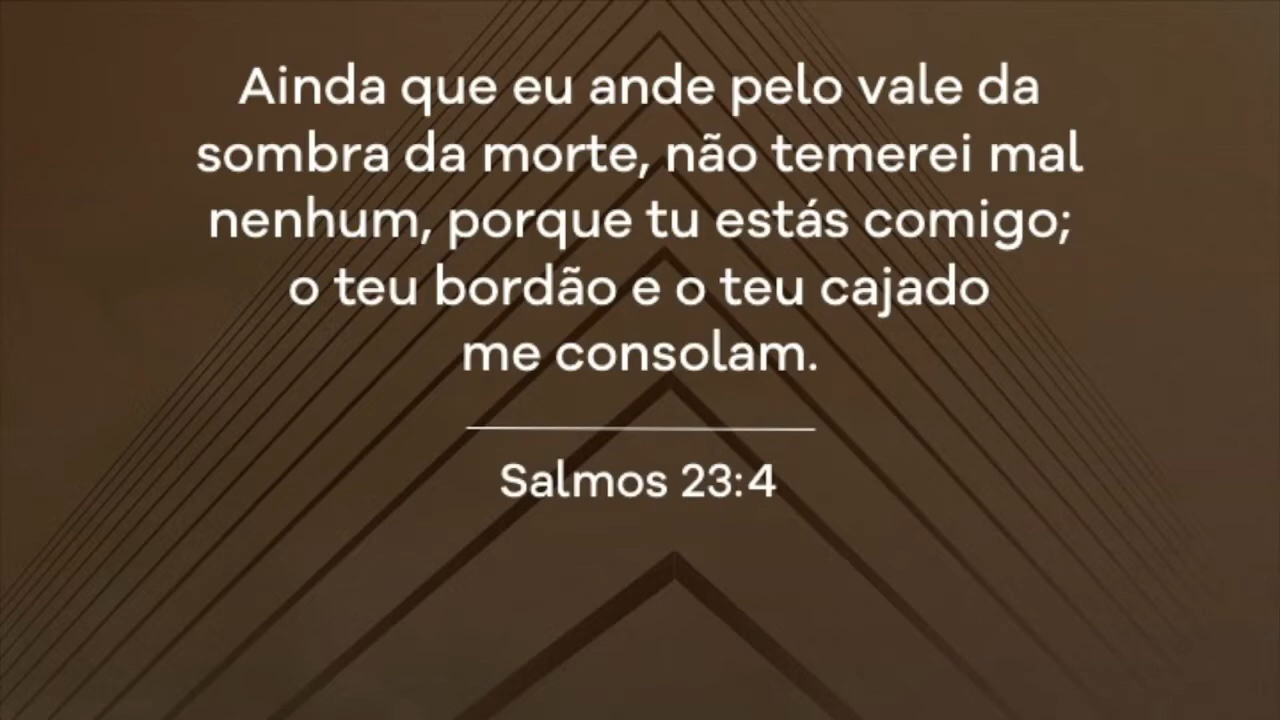 Ainda que eu ande pelo vale da
sombra da morte, não temerei mal
nenhum, porque tu estás comigo;
o teu bordão e o teu cajado
me consolam.
Salmos 23:4